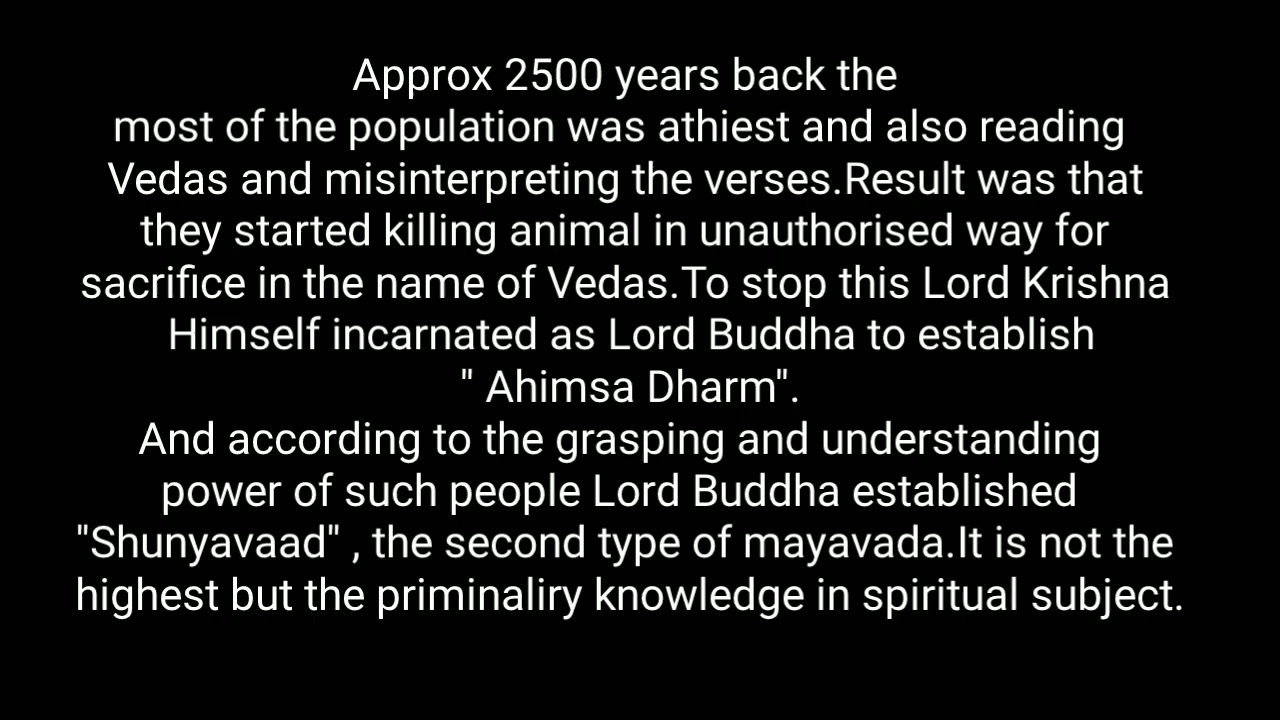 Approx 2500 years back the
most of the population was athiest and also reading
Vedas and misinterpreting the verses.Result was that
they started killing animal in unauthorised way for
sacrifice in the name of Vedas.To stop this Lord Krishna
Himself incarnated as Lord Buddha to establish
" Ahimsa Dharm".
And according to the grasping and understanding
power of such people Lord Buddha established
"Shunyavaad" , the second type of mayavada.It is not the
highest but the priminaliry knowledge in spiritual subject.